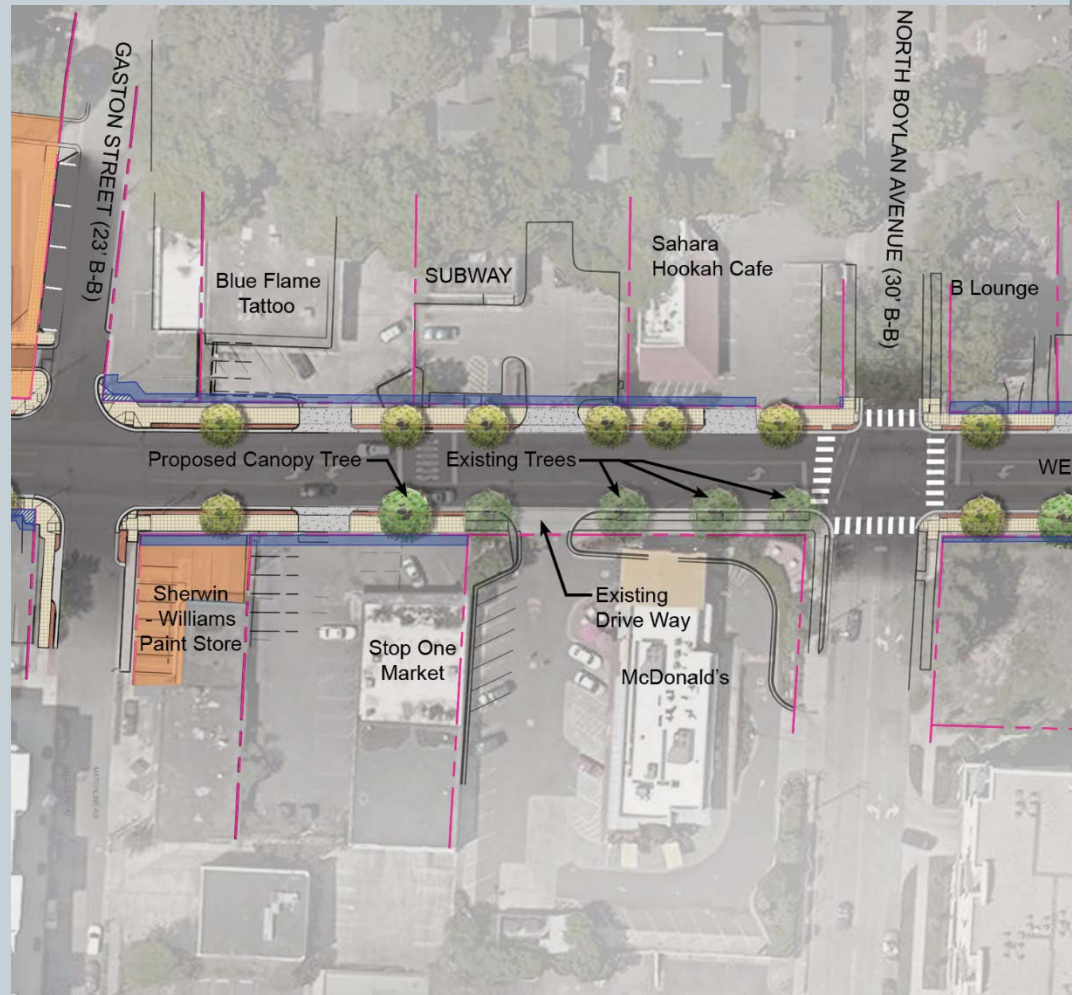 GASTON STREET (23' B-B)
NORTH BOYLAN AVENUE (30' B-B)
Blue Flame
Tattoo
SUBWAY
Sahara
Hookah Cafe
B Lounge
Proposed Canopy Tree
Existing Trees
WE
Sherwin
- Williams
Paint Store
Stop One
Market
Existing
Drive Way
McDonald's